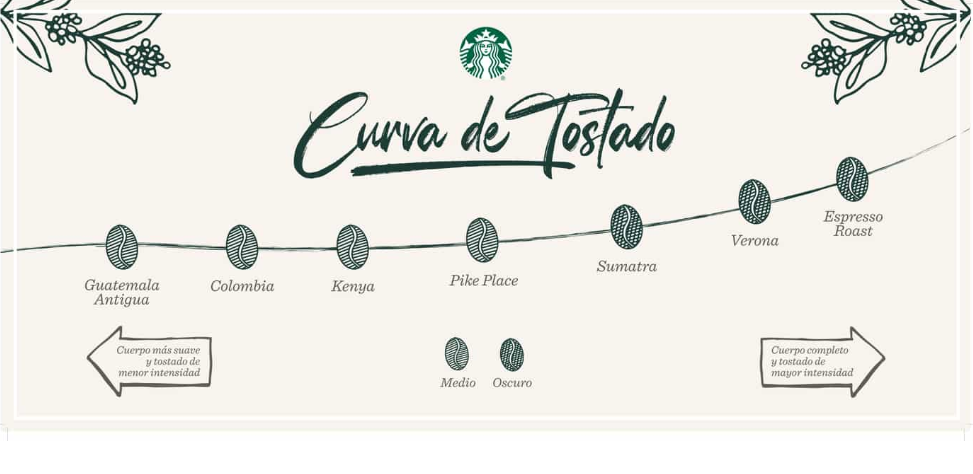 Curva de Tostado
Guatemala
Antigua
Colombia
Kenya
Pike Place
Sumatra
Verona
Espresso
Roast
Cuerpo más suave
y tostado de
menor intensidad
Medio
Oscuro
Cuerpo completo
y tostado de
mayor intensidad